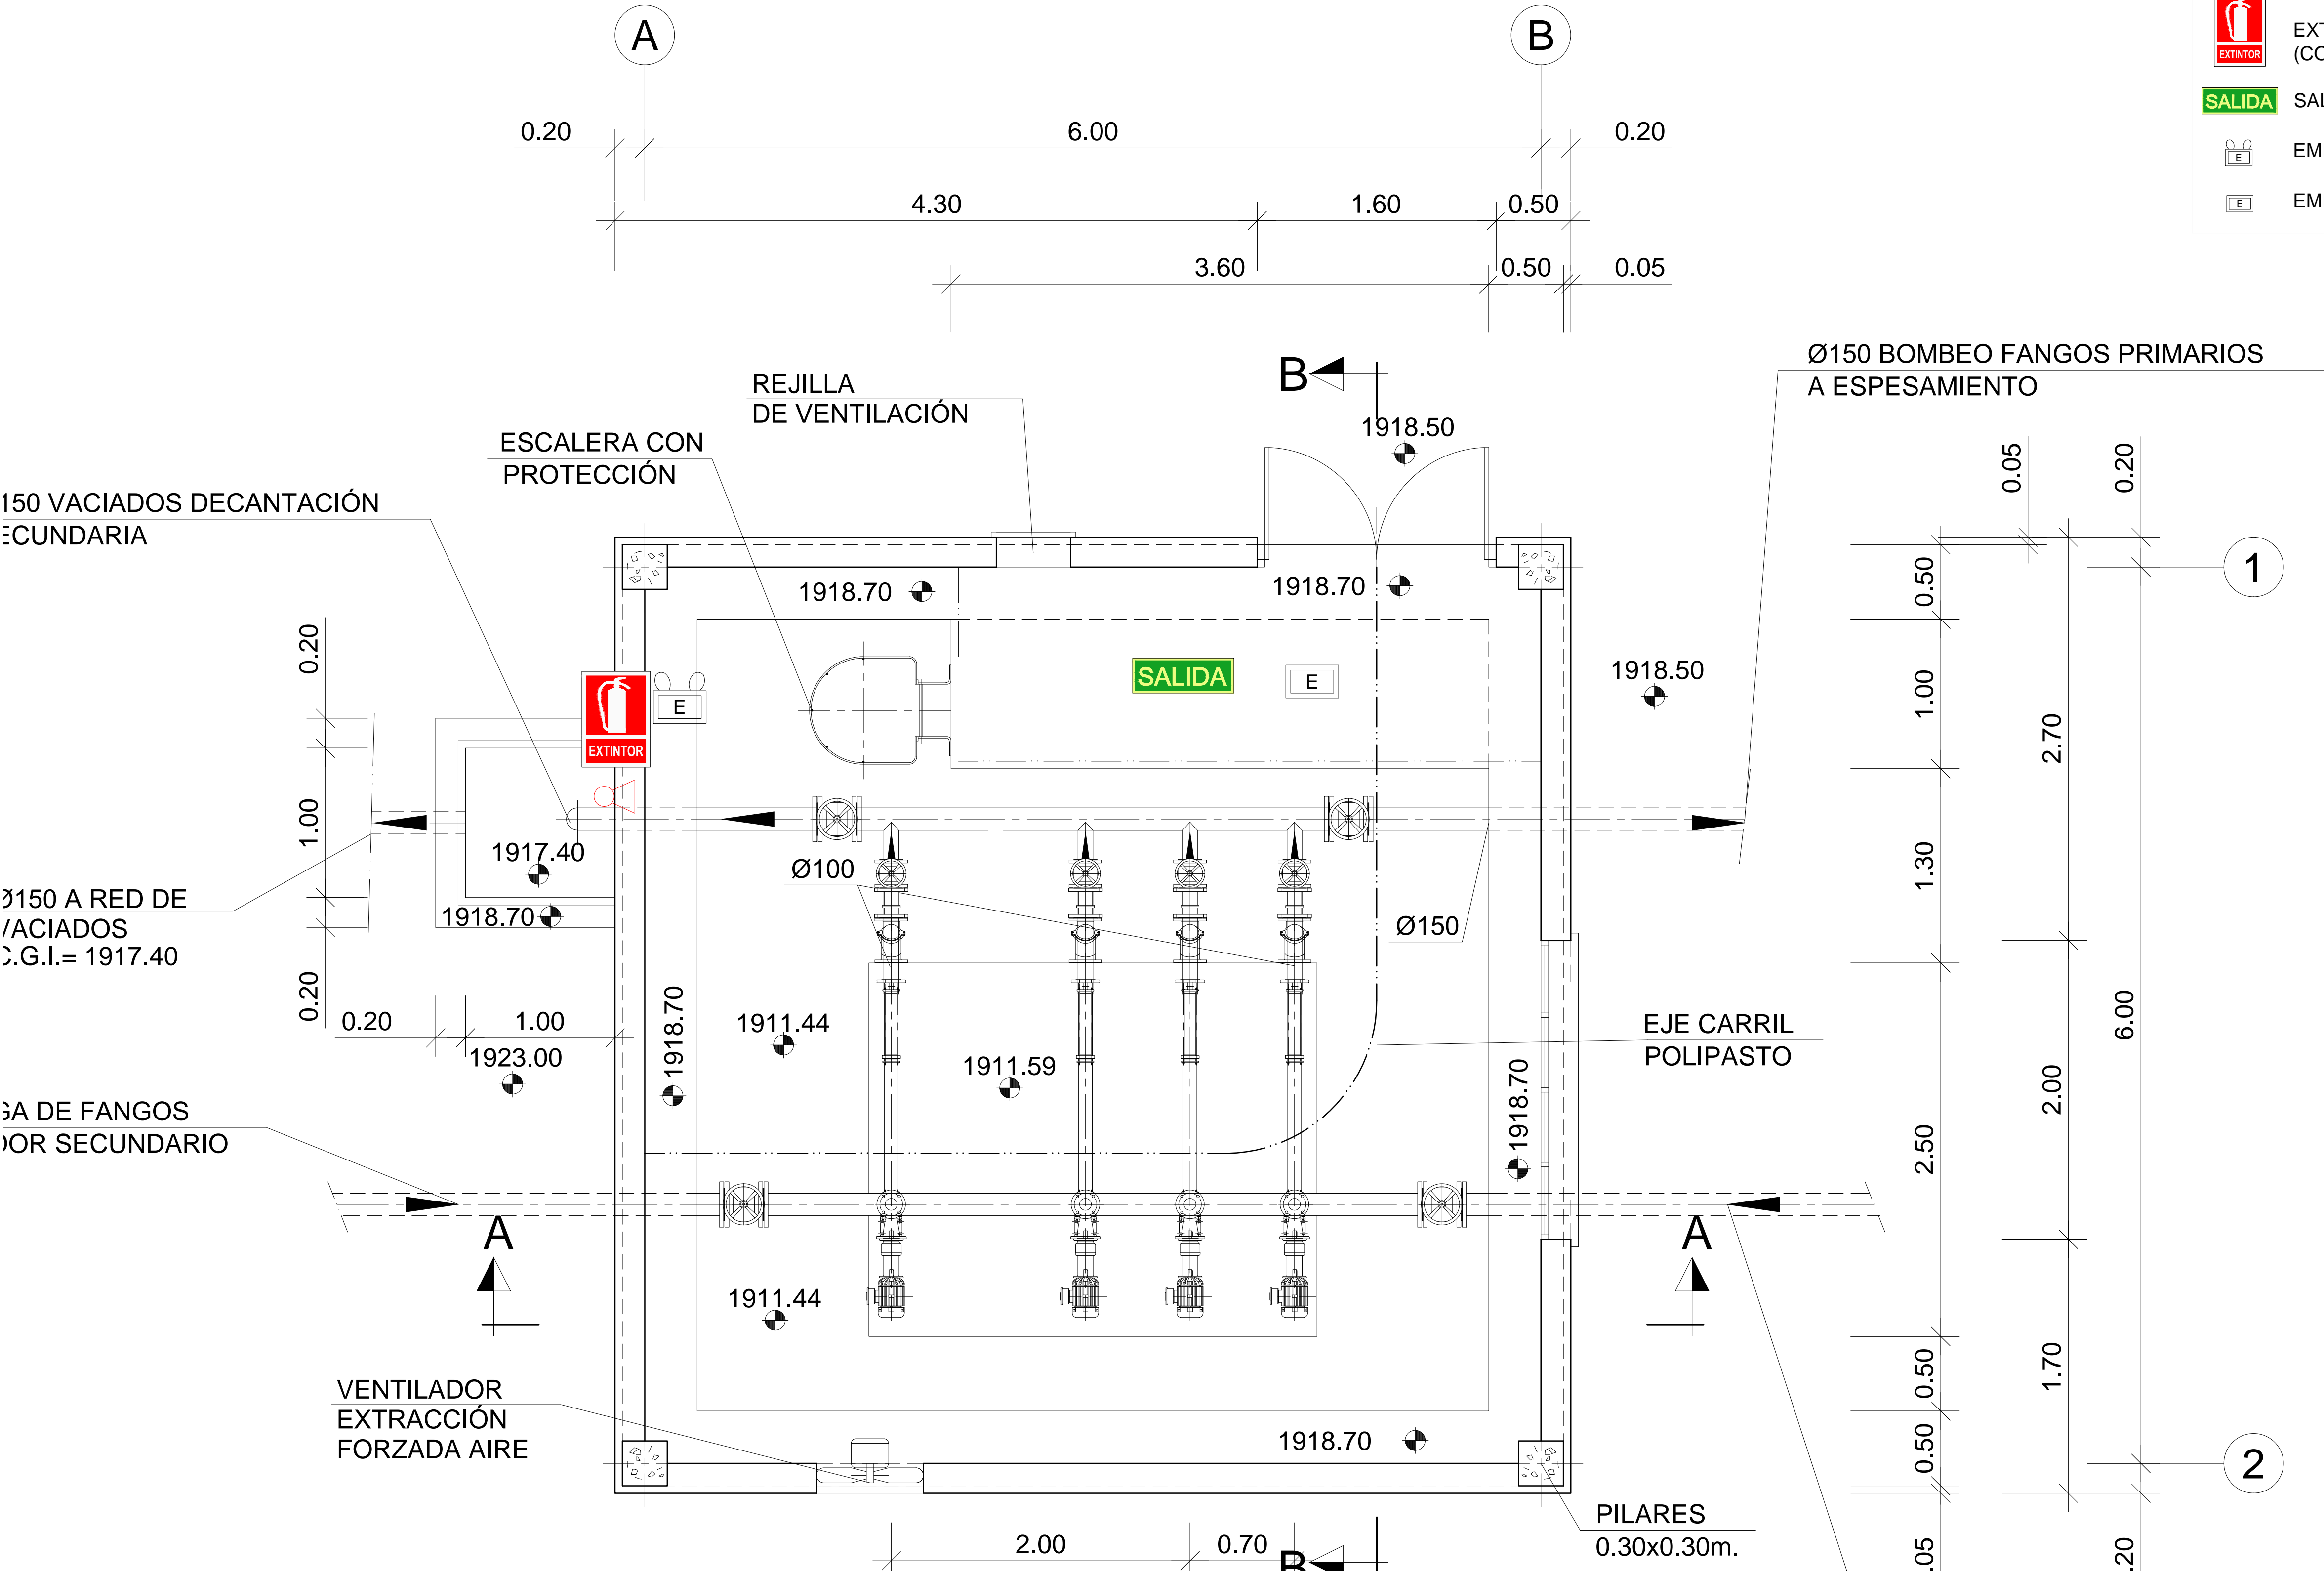 A
B
EXTINTOR
SALIDA
E
E
0.20
6.00
0.20
4.30
1.60
0.50
3.60
0.50
0.05
B
Ø150 BOMBEO FANGOS PRIMARIOS
A ESPESAMIENTO
REJILLA
DE VENTILACIÓN
1918.50
ESCALERA CON
PROTECCIÓN
150 VACIADOS DECANTACIÓN
ECUNDARIA
0.05
0.20
1
1918.70
1918.70
0.50
0.20
SALIDA
E
1918.50
E
EXTINTOR
1.00
2.70
1.00
1917.40
Ø100
1.30
Ø150 A RED DE
VACIADOS
C.G.I.= 1917.40
1918.70
Ø150
0.20
0.20
1.00
1918.70
1911.44
EJE CARRIL
POLIPASTO
6.00
1923.00
1911.59
1918.70
2.00
GA DE FANGOS
DOR SECUNDARIO
2.50
A
A
1911.44
VENTILADOR
EXTRACCIÓN
FORZADA AIRE
0.50
1.70
1918.70
0.50
2
PILARES
0.30x0.30m.
2.00
0.70
B
.05
.20